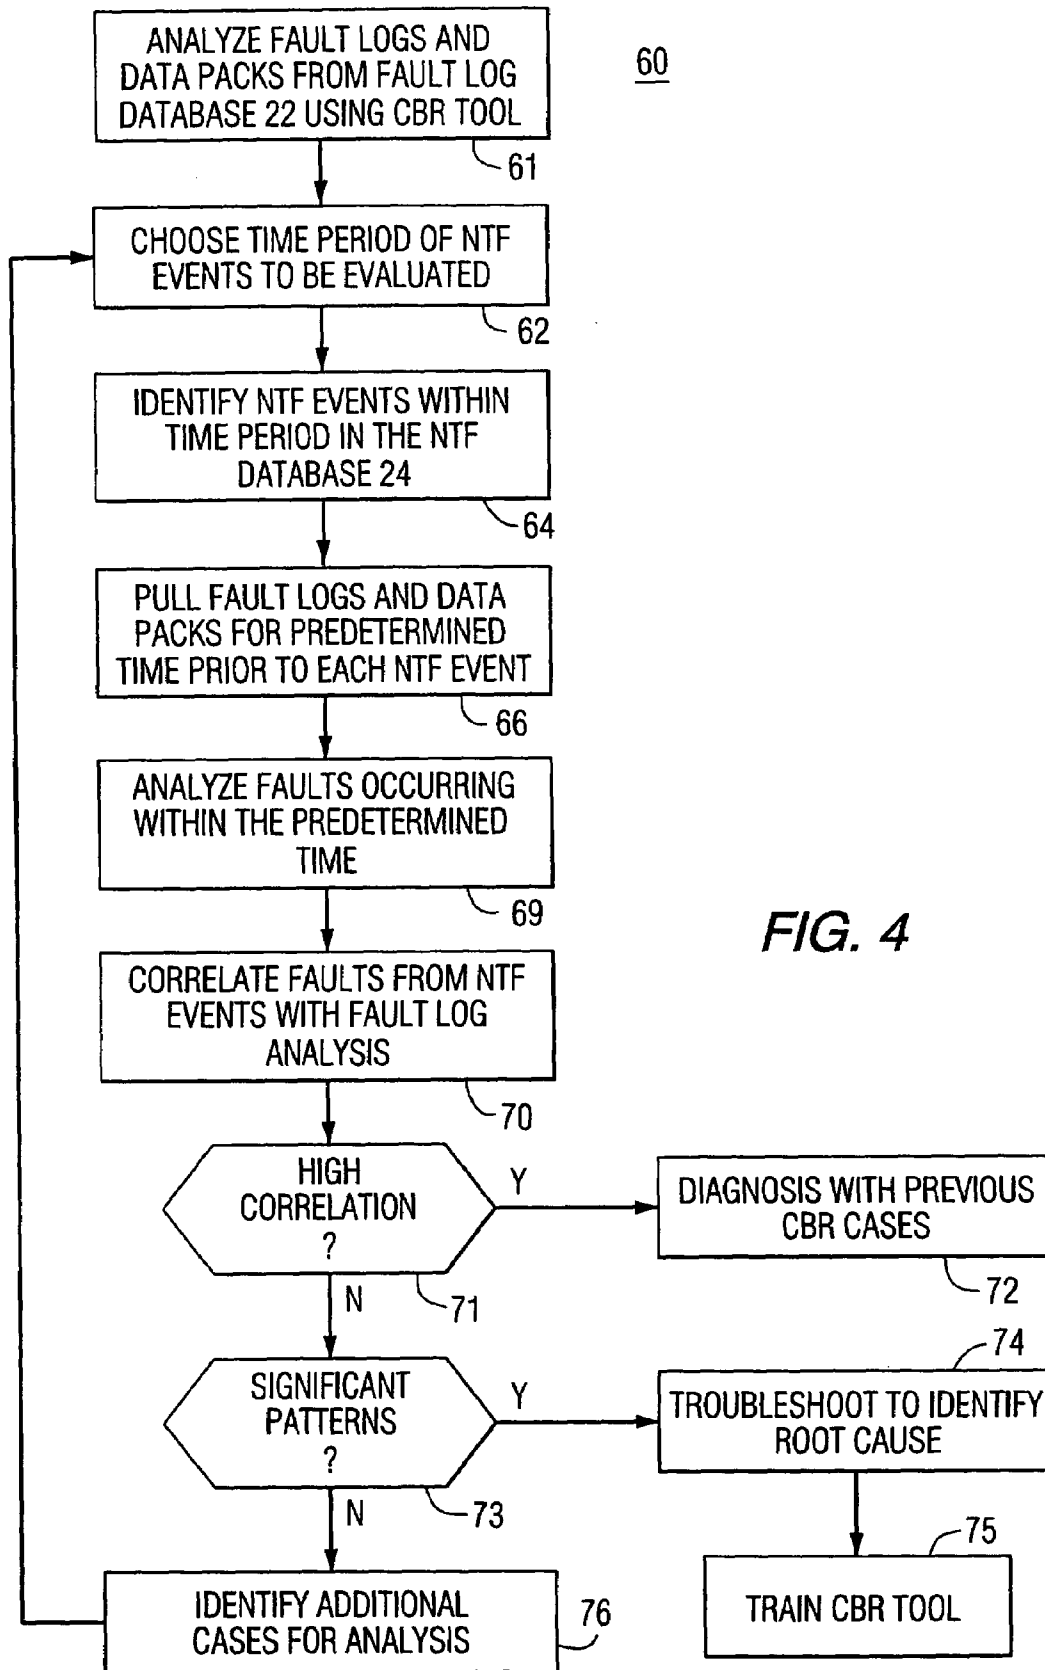 ANALYZE FAULT LOGS AND
DATA PACKS FROM FAULT LOG
DATABASE 22 USING CBR TOOL
60
61
CHOOSE TIME PERIOD OF NTF
EVENTS TO BE EVALUATED
62
IDENTIFY NTF EVENTS WITHIN
TIME PERIOD IN THE NTF
DATABASE 24
64
PULL FAULT LOGS AND DATA
PACKS FOR PREDETERMINED
TIME PRIOR TO EACH NTF EVENT
66
ANALYZE FAULTS OCCURRING
WITHIN THE PREDETERMINED
TIME
69
FIG. 4
CORRELATE FAULTS FROM NTF
EVENTS WITH FAULT LOG
ANALYSIS
70
HIGH
CORRELATION
?
Y
DIAGNOSIS WITH PREVIOUS
CBR CASES
72
N
71
74
SIGNIFICANT
PATTERNS
?
Y
TROUBLESHOOT TO IDENTIFY
ROOT CAUSE
N
73
75
TRAIN CBR TOOL
IDENTIFY ADDITIONAL
CASES FOR ANALYSIS
76